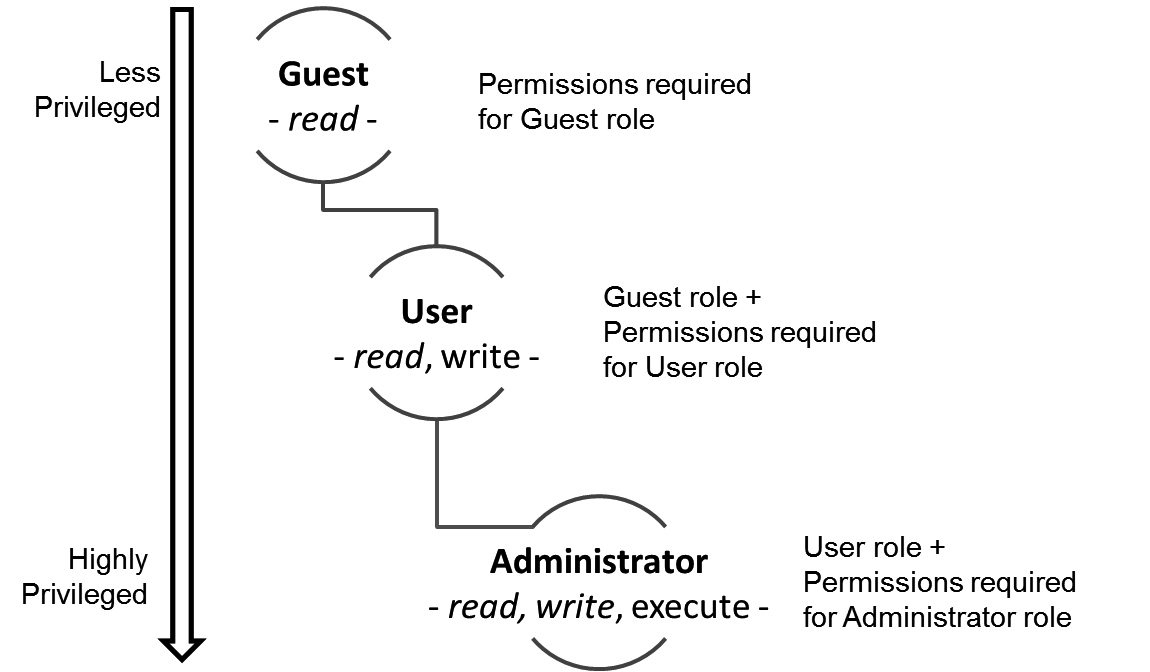 Less
Privileged
Guest
- read -
Permissions required
for Guest role
User
- read, write -
Guest role +
Permissions required
for User role
Highly
Privileged
Administrator
- read, write, execute -
User role +
Permissions required
for Administrator role